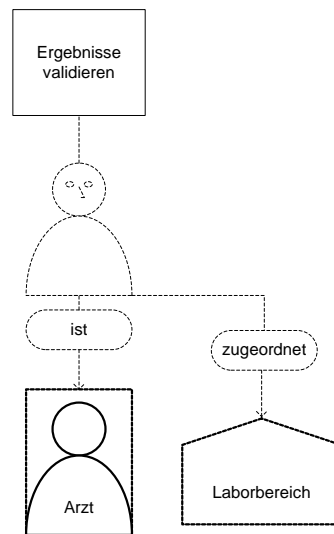 Ergebnisse
validieren
ist
zugeordnet
Arzt
Laborbereich